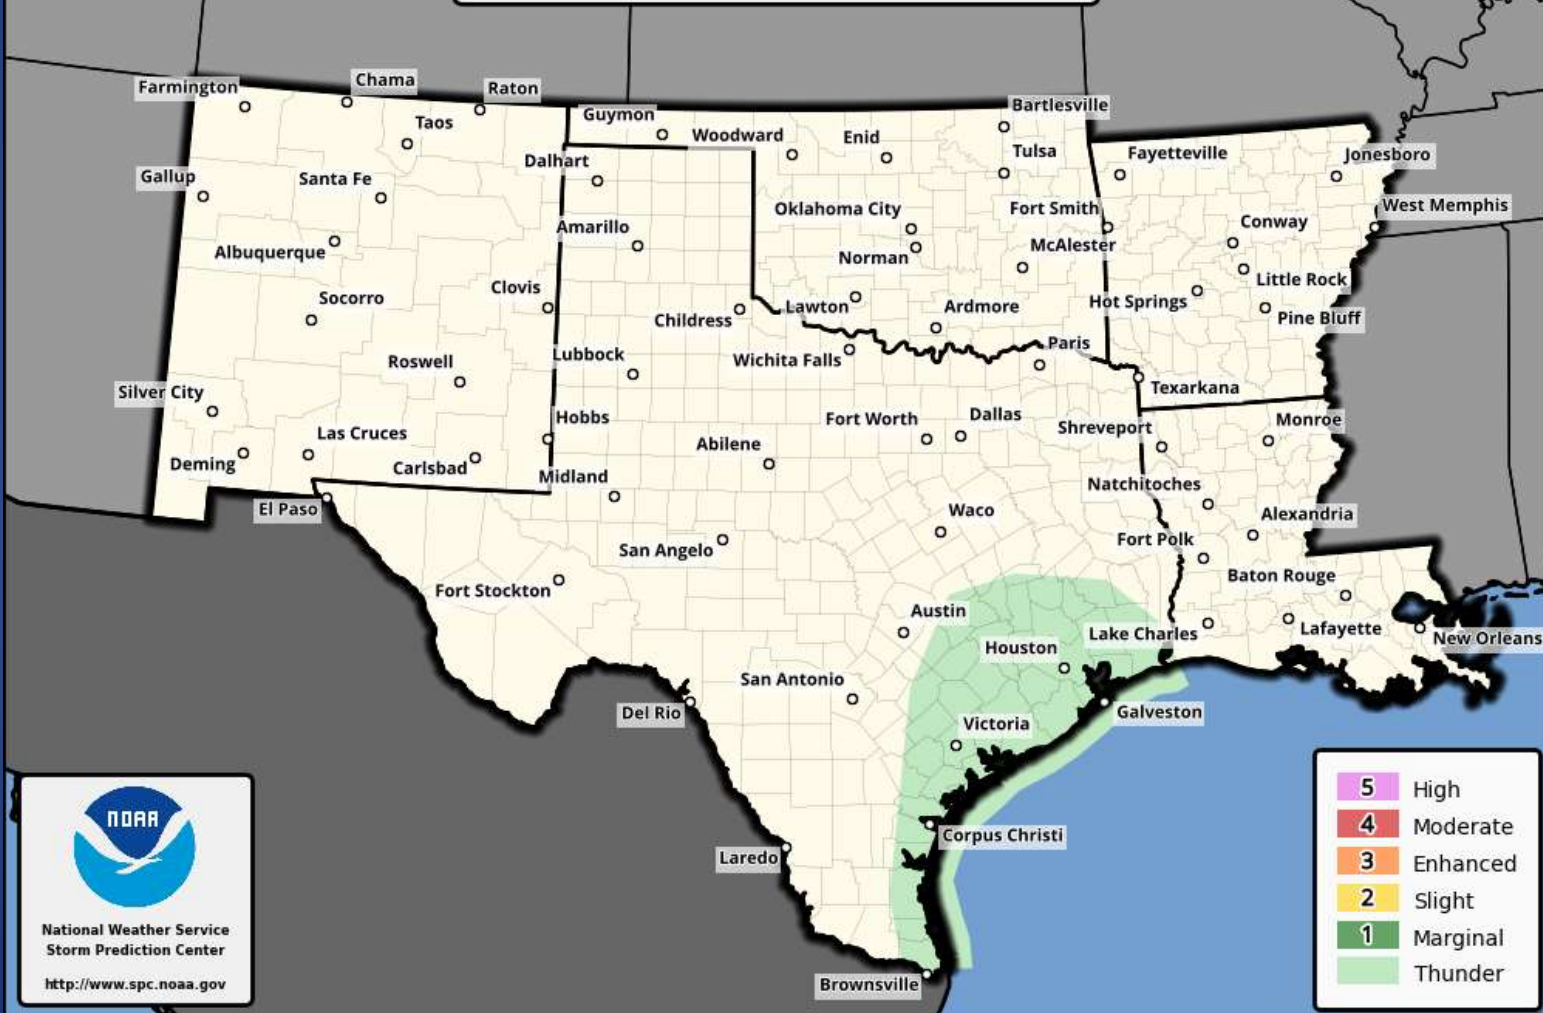 Farmington
Chama
Raton
Taos
Guymon
Woodward
Enid
Bartlesville
Tulsa
Fayetteville
Jonesboro
Dalhart
Gallup
Santa Fe
Oklahoma City
Fort Smith
West Memphis
Amarillo
Conway
Albuquerque
Norman
McAlester
Little Rock
Socorro
Clovis
Childress
Lawton
Ardmore
Hot Springs
Pine Bluff
Roswell
Lubbock
Wichita Falls
Paris
Silver City
Texarkana
Las Cruces
Hobbs
Fort Worth
Dallas
Shreveport
Monroe
Abilene
Deming
Carlsbad
Midland
Natchitoches
El Paso
Waco
Alexandria
San Angelo
Fort Polk
Fort Stockton
Baton Rouge
Austin
Lake Charles
Lafayette
New Orleans
Houston
San Antonio
Del Rio
Galveston
Victoria
Corpus Christi
Laredo
Brownsville
NOAA
National Weather Service
Storm Prediction Center
http://www.spc.noaa.gov
5 High
4 Moderate
3 Enhanced
2 Slight
1 Marginal
Thunder